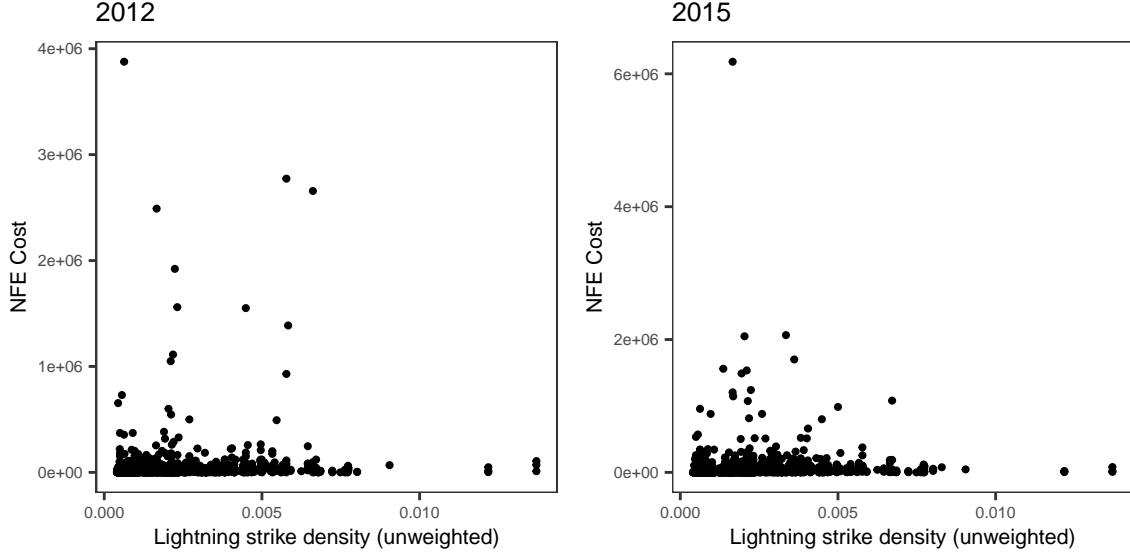 2012
4e+06
3e+06
2e+06
1e+06
0e+00
NFE Cost
0.000
0.005
0.010
Lightning strike density (unweighted)
2015
6e+06
4e+06
2e+06
0e+00
NFE Cost
0.000
0.005
0.010
Lightning strike density (unweighted)